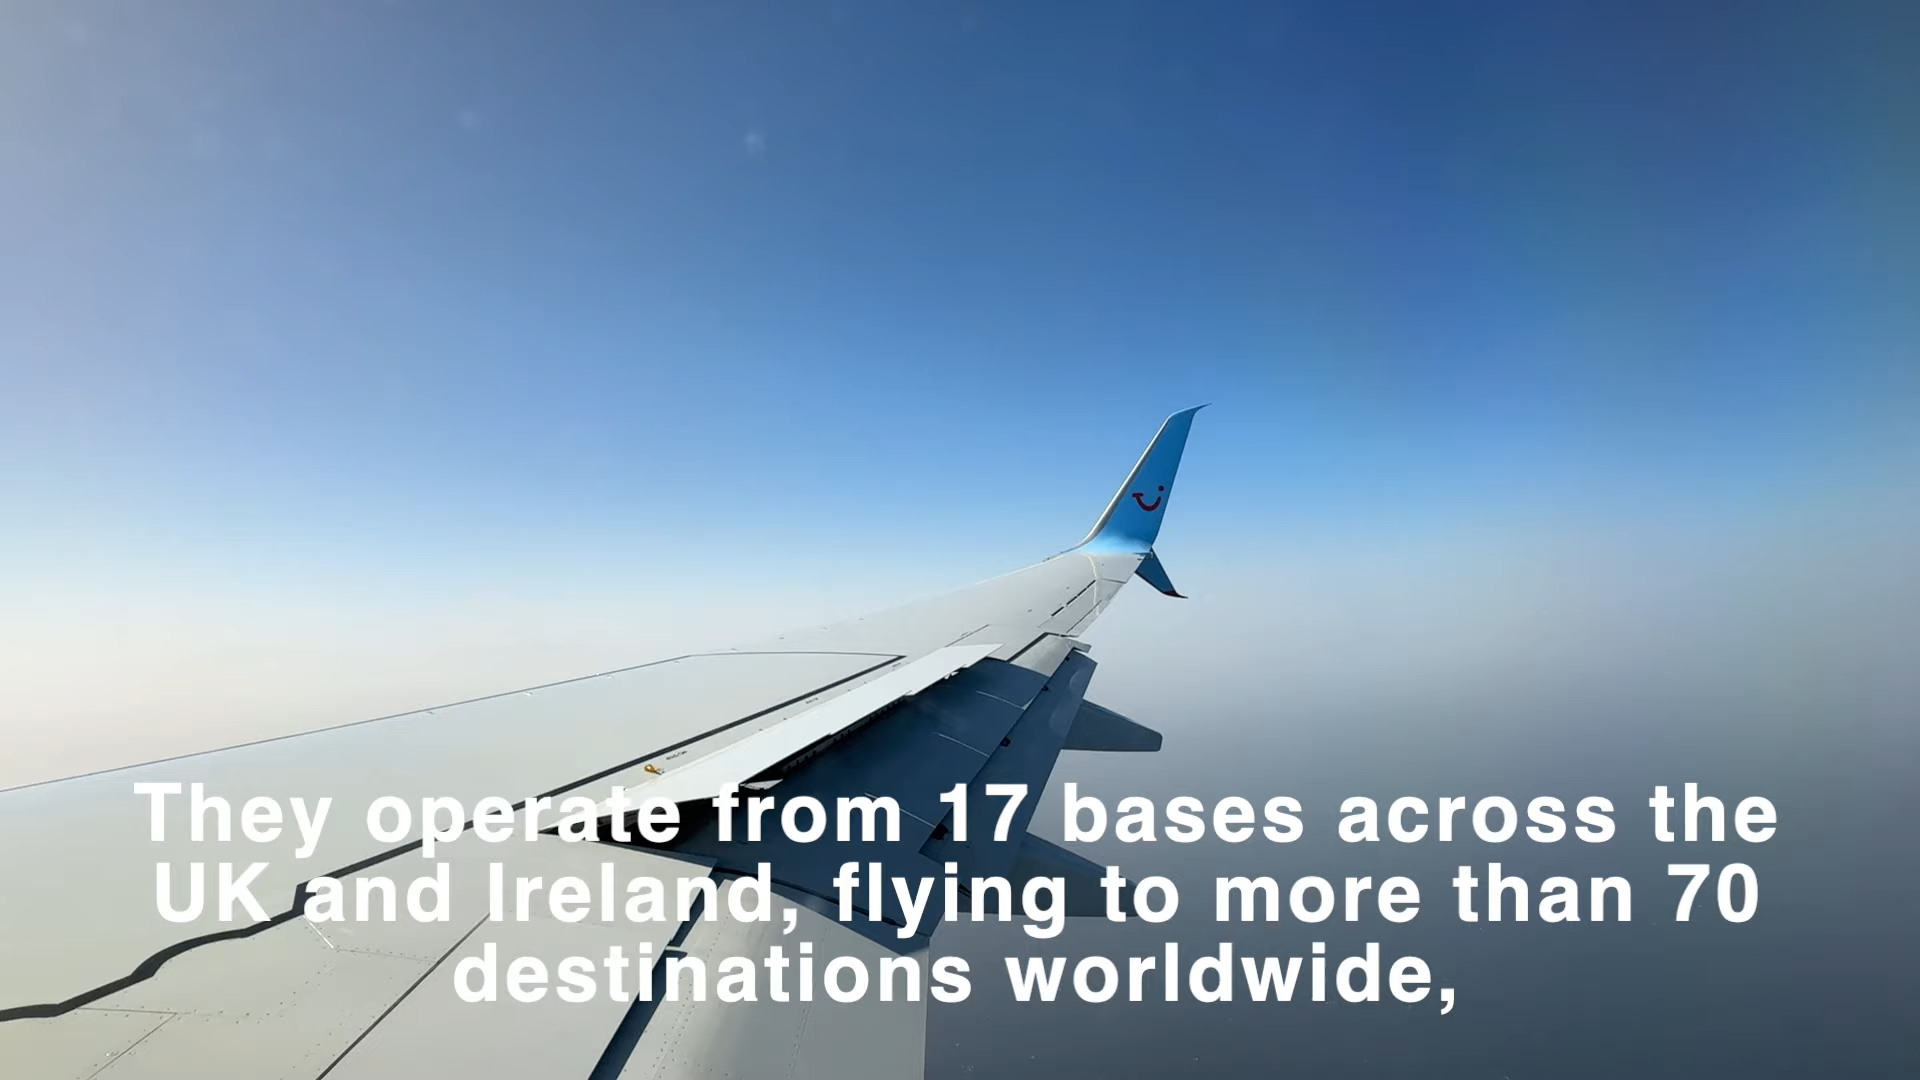 They operate from 17 bases across the
UK and Ireland, flying to more than 70
destinations worldwide,